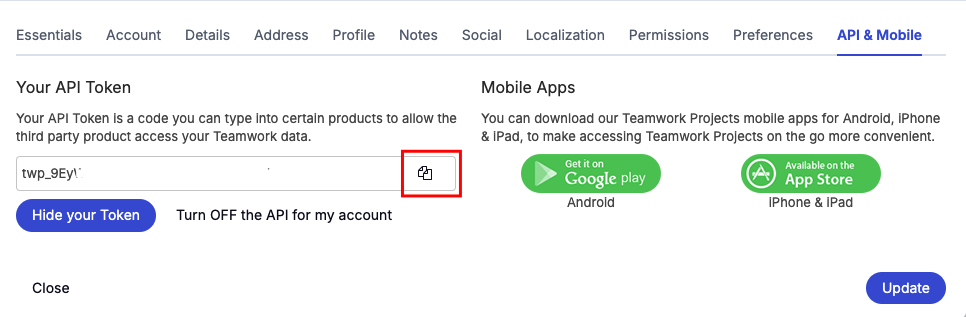 Essentials Account Details Address Profile Notes Social Localization Permissions Preferences API & Mobile
Your API Token
Your API Token is a code you can type into certain products to allow the
third party product access your Teamwork data.
twp_9Ey
Hide your Token Turn OFF the API for my account
Mobile Apps
You can download our Teamwork Projects mobile apps for Android, iPhone
& iPad, to make accessing Teamwork Projects on the go more convenient.
Get it on
Google play
Android
Available on the
App Store
iPhone & iPad
Close Update